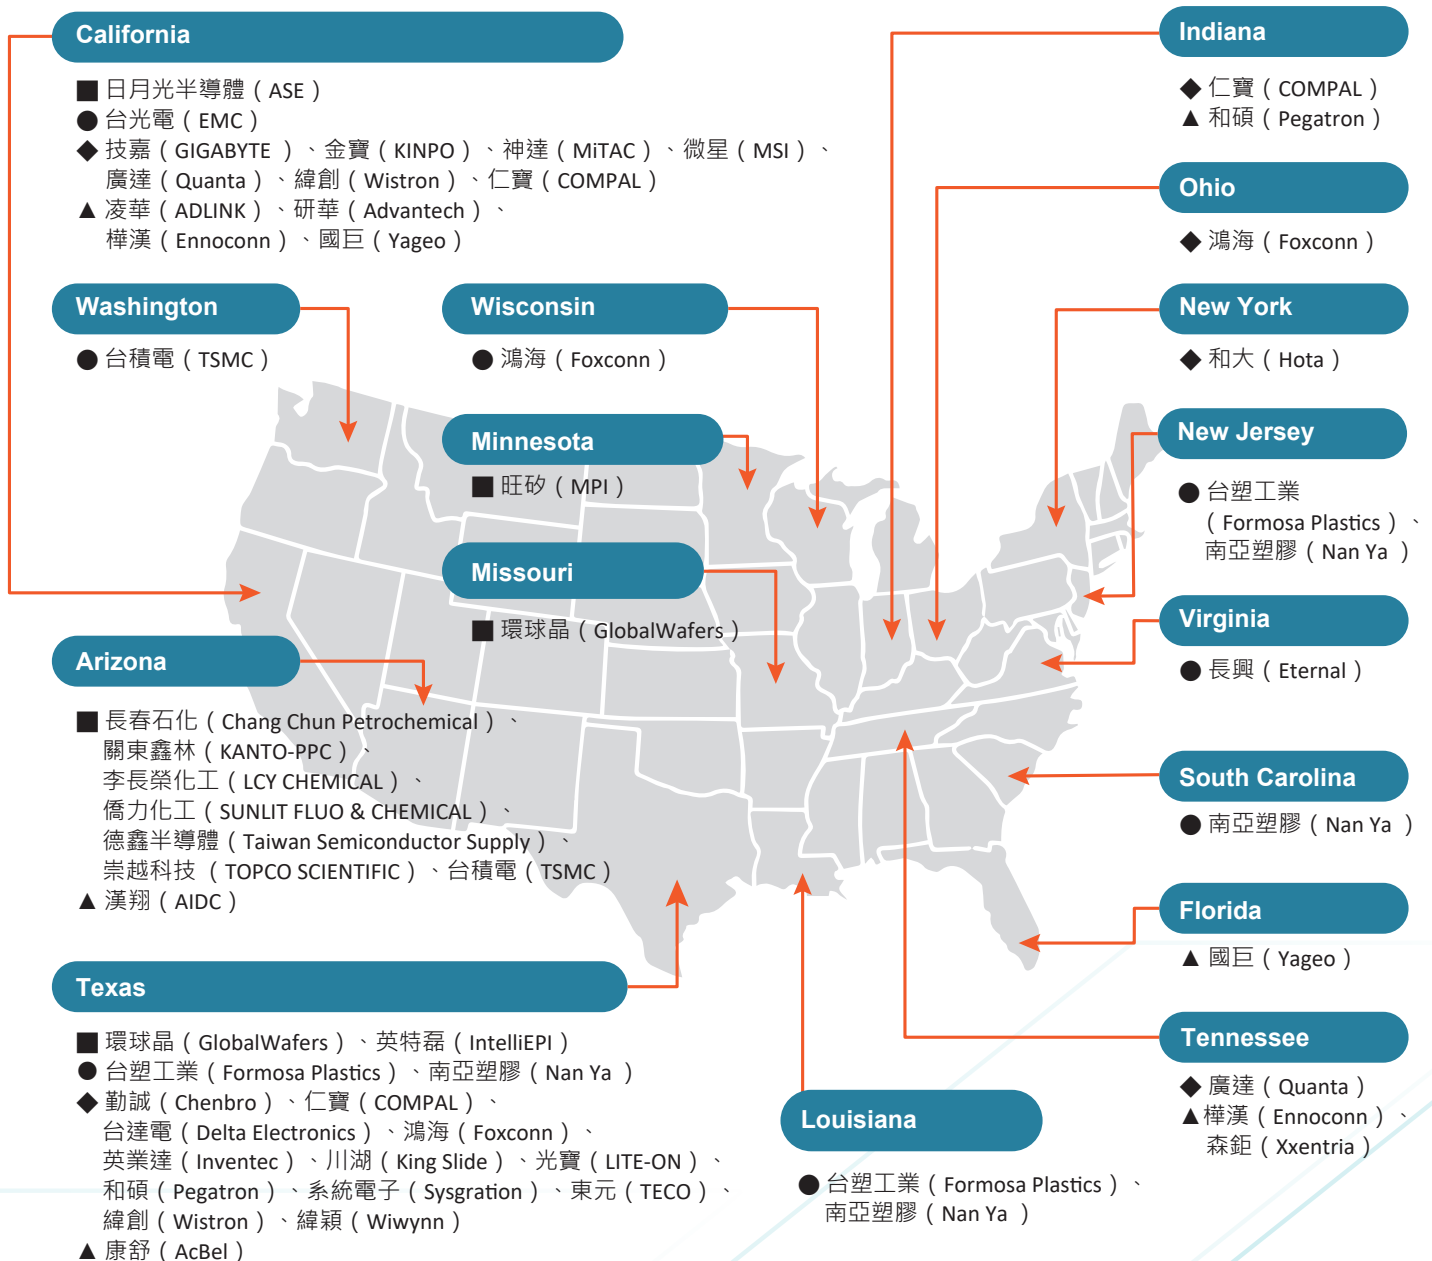 California
■ 日月光半導體（ASE）
● 台光電（EMC）
◆ 技嘉（GIGABYTE）、金寶（KINPO）、神達（MiTAC）、微星（MSI）、
廣達（Quanta）、緯創（Wistron）、仁寶（COMPAL）
▲ 凌華（ADLINK）、研華（Advantech）、
樺漢（Ennoconn）、國巨（Yageo）
Washington
● 台積電（TSMC）
Wisconsin
● 鴻海（Foxconn）
Minnesota
■ 旺矽（MPI）
Missouri
■ 環球晶（GlobalWafers）
Arizona
■ 長春石化（Chang Chun Petrochemical）、
關東鑫林（KANTO-PPC）、
李長榮化工（LCY CHEMICAL）、
僑力化工（SUNLIT FLUO & CHEMICAL）、
德鑫半導體（Taiwan Semiconductor Supply）、
崇越科技（TOPCO SCIENTIFIC）、台積電（TSMC）
▲ 漢翔（AIDC）
Texas
■ 環球晶（GlobalWafers）、英特磊（IntelliEPI）
● 台塑工業（Formosa Plastics）、南亞塑膠（Nan Ya）
◆ 勤誠（Chenbro）、仁寶（COMPAL）、
台達電（Delta Electronics）、鴻海（Foxconn）、
英業達（Inventec）、川湖（King Slide）、光寶（LITE-ON）、
和碩（Pegatron）、系統電子（Sysgration）、東元（TECO）、
緯創（Wistron）、緯穎（Wiwynn）
▲ 康舒（AcBel）
Indiana
◆ 仁寶（COMPAL）
▲ 和碩（Pegatron）
Ohio
◆ 鴻海（Foxconn）
New York
◆ 和大（Hota）
New Jersey
● 台塑工業
（Formosa Plastics）、
南亞塑膠（Nan Ya）
Virginia
● 長興（Eternal）
South Carolina
● 南亞塑膠（Nan Ya）
Florida
▲ 國巨（Yageo）
Tennessee
◆ 廣達（Quanta）
▲樺漢（Ennoconn）、
森鉅（Xxentria）
Louisiana
● 台塑工業（Formosa Plastics）、
南亞塑膠（Nan Ya）